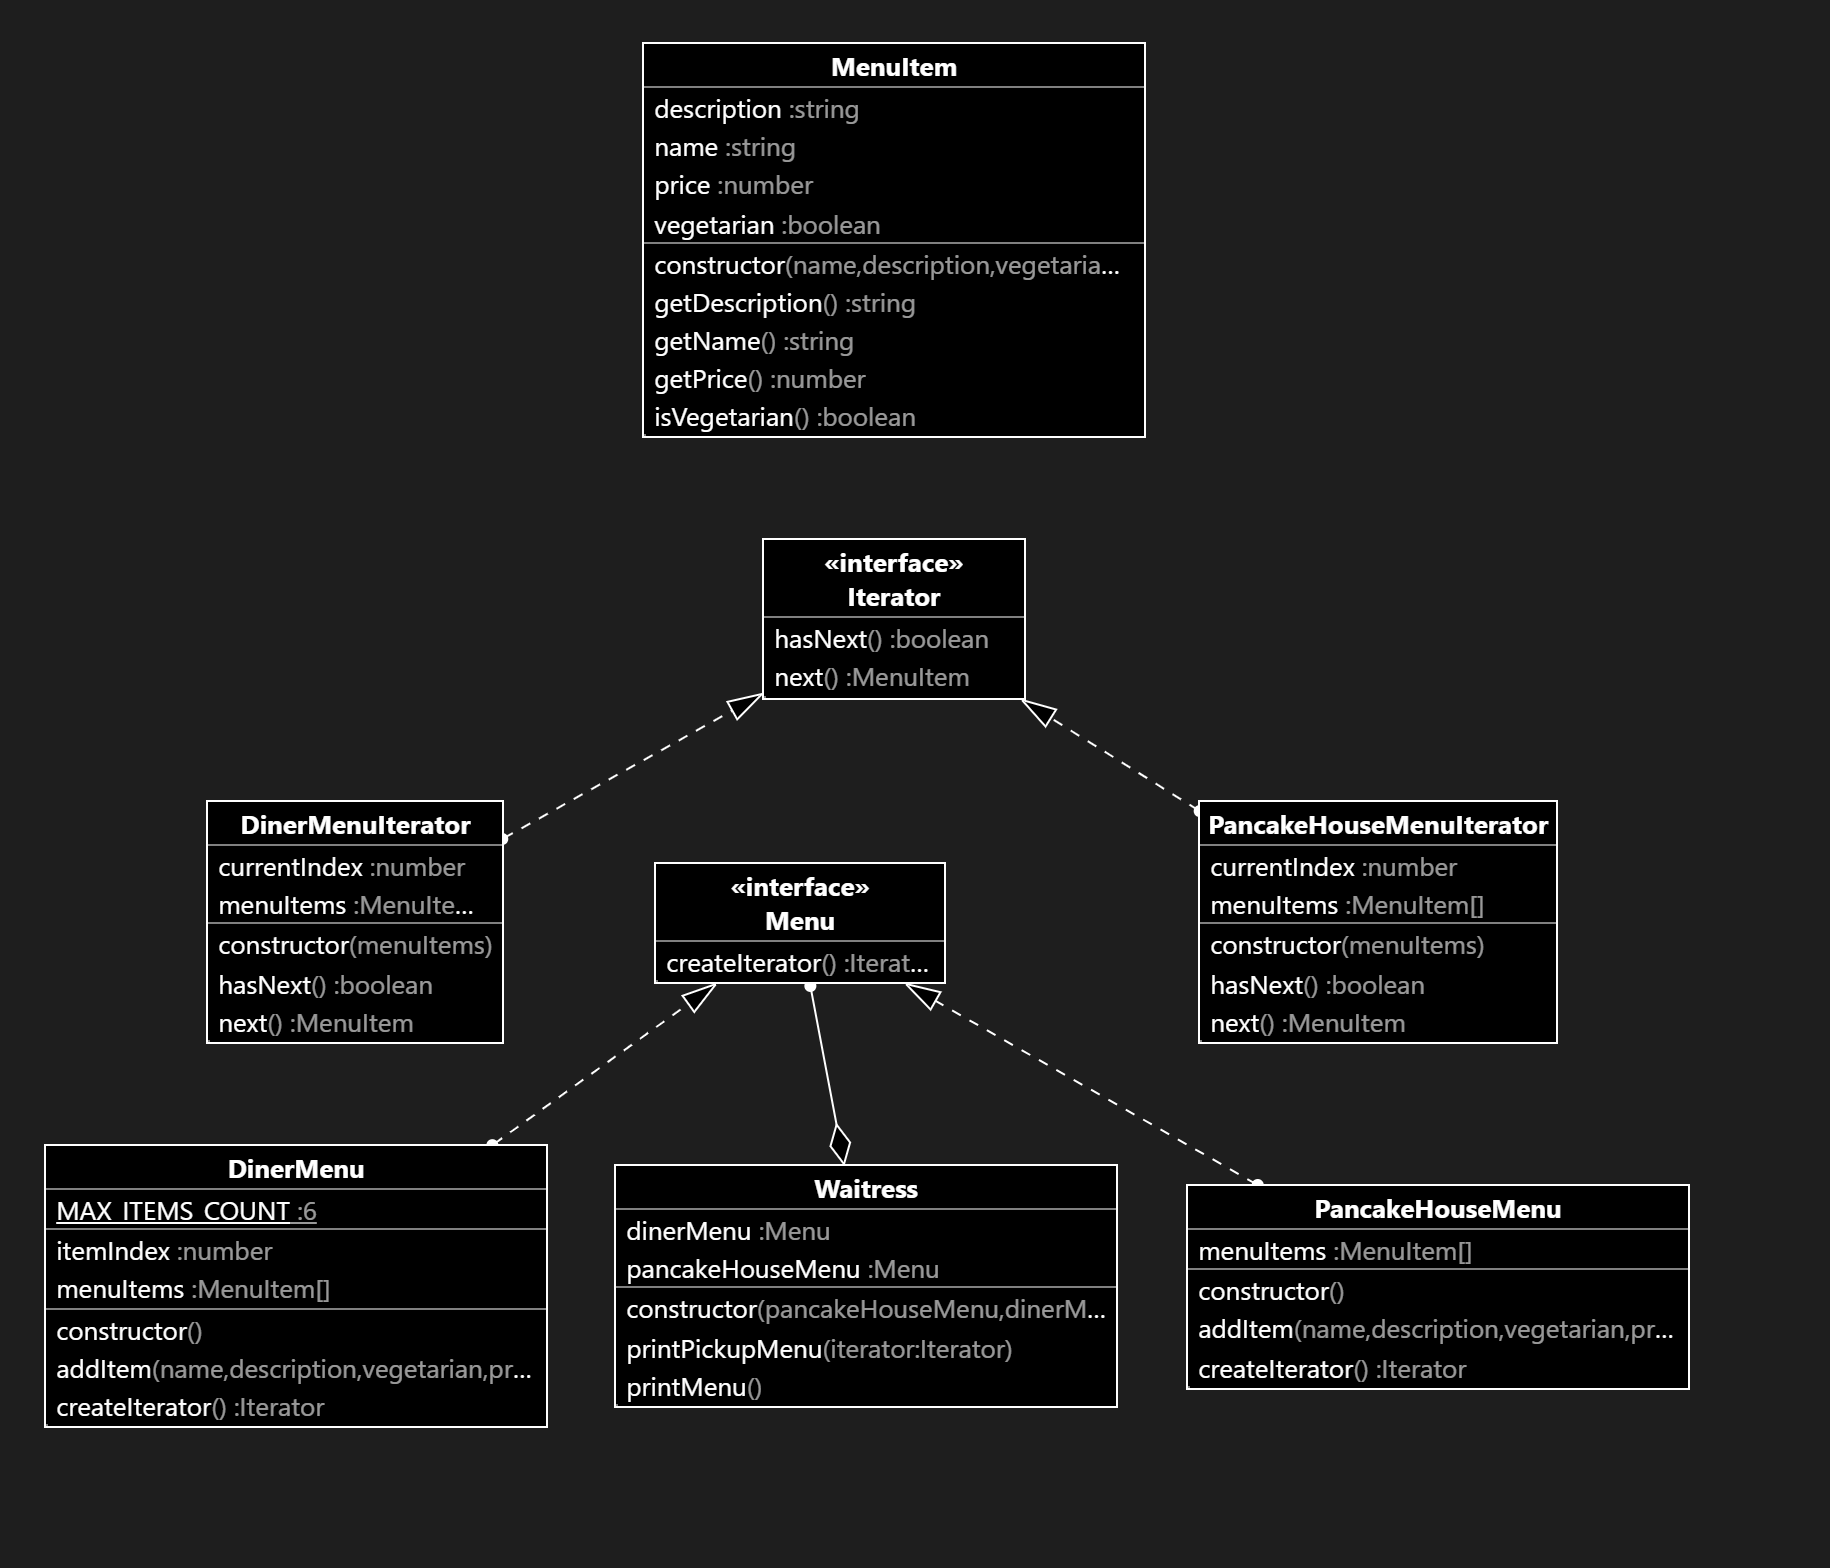 MenuItem
description :string
name :string
price :number
vegetarian :boolean
constructor(name,description,vegetaria...
getDescription() :string
getName() :string
getPrice() :number
isVegetarian() :boolean
«interface»
Iterator
hasNext() :boolean
next() :MenuItem
DinerMenuIterator
currentIndex :number
menuItems :MenuIte...
constructor(menuItems)
hasNext() :boolean
next() :MenuItem
«interface»
Menu
createIterator() :Iterat...
PancakeHouseMenuIterator
currentIndex :number
menuItems :MenuItem[]
constructor(menuItems)
hasNext() :boolean
next() :MenuItem
DinerMenu
MAX_ITEMS_COUNT :6
itemIndex :number
menuItems :MenuItem[]
constructor()
addItem(name,description,vegetarian,pr...
createIterator() :Iterator
Waitress
dinerMenu :Menu
pancakeHouseMenu :Menu
constructor(pancakeHouseMenu,dinerM...
printPickupMenu(iterator:Iterator)
printMenu()
PancakeHouseMenu
menuItems :MenuItem[]
constructor()
addItem(name,description,vegetarian,pr...
createIterator() :Iterator